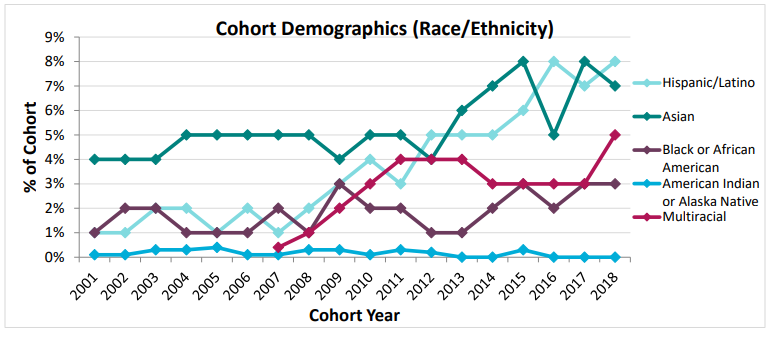 Cohort Demographics (Race/Ethnicity)
9%
8%
7%
6%
5%
4%
3%
2%
1%
0%
% of Cohort
2001
2002
2003
2004
2005
2006
2007
2008
2009
2010
2011
2012
2013
2014
2015
2016
2017
2018
Cohort Year
Hispanic/Latino
Asian
Black or African
American
American Indian
or Alaska Native
Multiracial